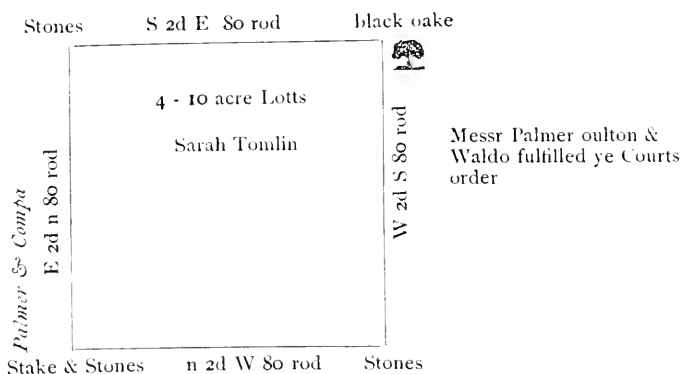 Stones S 2d E 80 rod black oake
4 - 10 acre Lotts
Sarah Tomlin
Palmer & Compa
E 2d n 80 rod
W 2d S 80 rod
Messr Palmer oulton &
Waldo fulfilled ye Courts
order
Stake & Stones n 2d W 80 rod Stones